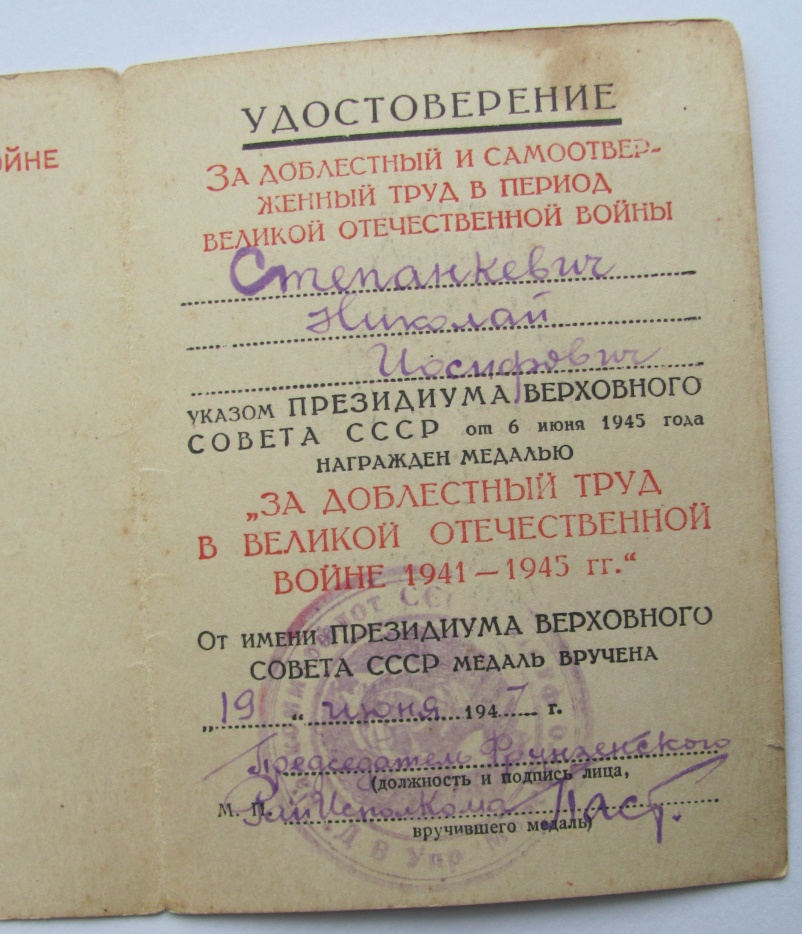 ОЙНЕ
УДОСТОВЕРЕНИЕ
ЗА ДОБЛЕСТНЫЙ И САМООТВЕР-
ЖЕННЫЙ ТРУД В ПЕРИОД
ВЕЛИКОЙ ОТЕЧЕСТВЕННОЙ ВОЙНЫ
Степанкевич
Николай
Иосифович
УКАЗОМ ПРЕЗИДИУМА ВЕРХОВНОГО
СОВЕТА СССР от 6 июня 1945 года
НАГРАЖДЕН МЕДАЛЬЮ
„ЗА ДОБЛЕСТНЫЙ ТРУД
В ВЕЛИКОЙ ОТЕЧЕСТВЕННОЙ
ВОЙНЕ 1941—1945 гг.“
ОТ ИМЕНИ ПРЕЗИДИУМА ВЕРХОВНОГО
СОВЕТА СССР МЕДАЛЬ ВРУЧЕНА
„19“ июня 1947 г.
Председатель Фрунзенского
(должность и подпись лица,
М. П. РайИсполкома
вручившего медаль)